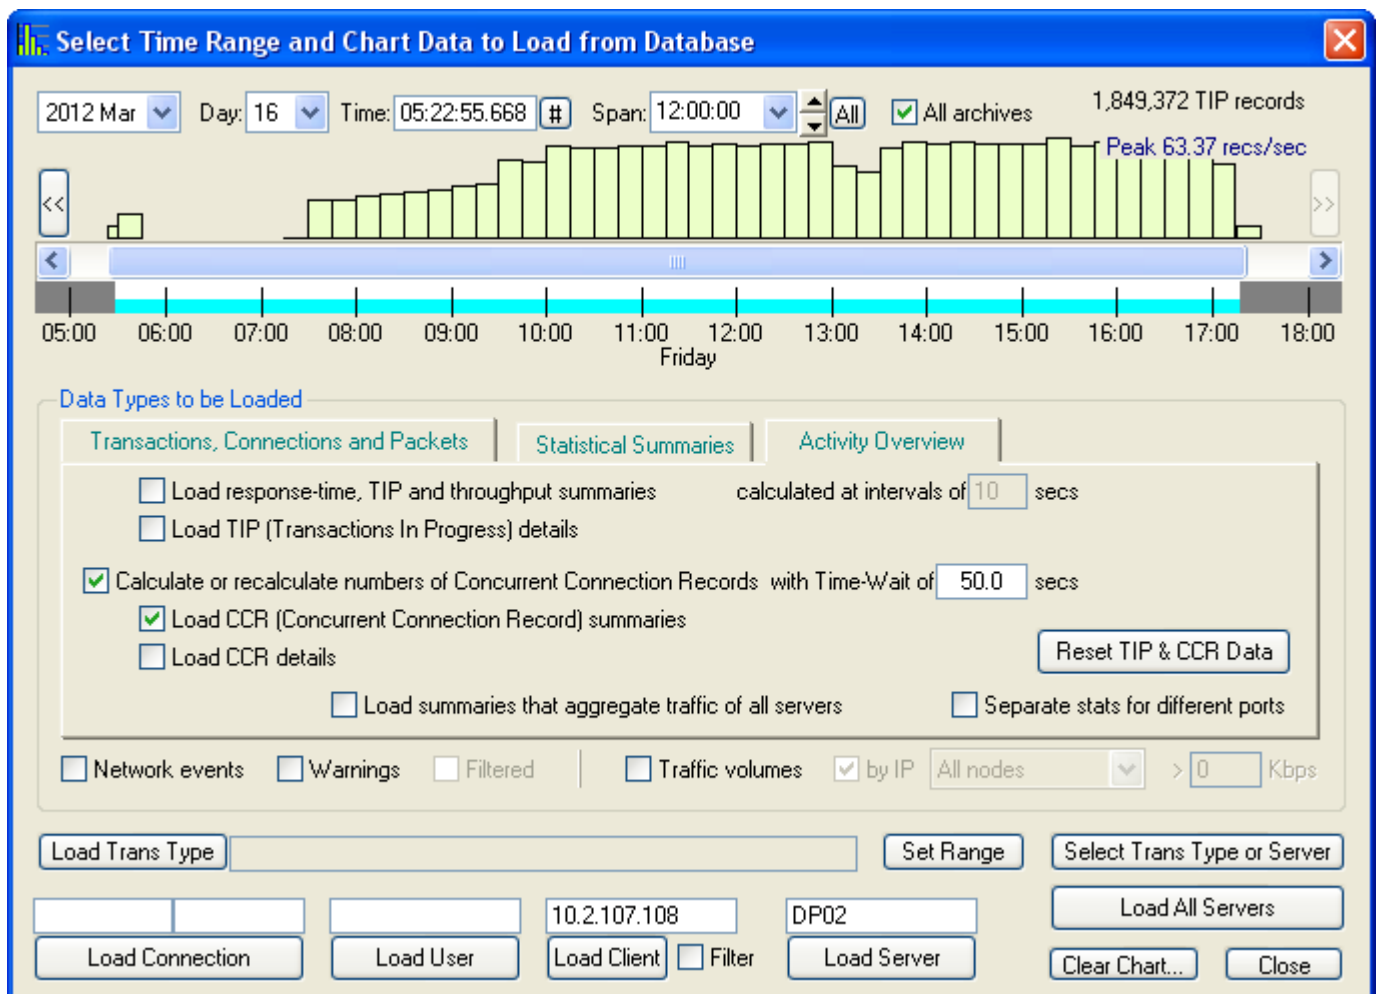 Select Time Range and Chart Data to Load from Database
2012 Mar Day: 16 Time: 05:22:55.668 # Span: 12:00:00 All All archives 1,849,372 TIP records
Peak 63.37 recs/sec
<< >>
05:00 06:00 07:00 08:00 09:00 10:00 11:00 12:00 13:00 14:00 15:00 16:00 17:00 18:00
Friday
Data Types to be Loaded
Transactions, Connections and Packets Statistical Summaries Activity Overview
Load response-time, TIP and throughput summaries calculated at intervals of 10 secs
Load TIP (Transactions In Progress) details
Calculate or recalculate numbers of Concurrent Connection Records with Time-Wait of 50.0 secs
Load CCR (Concurrent Connection Record) summaries
Load CCR details
Reset TIP & CCR Data
Load summaries that aggregate traffic of all servers Separate stats for different ports
Network events Warnings Filtered Traffic volumes by IP All nodes > 0 Kbps
Load Trans Type Set Range Select Trans Type or Server
Load All Servers
10.2.107.108 DP02
Load Connection Load User Load Client Filter Load Server Clear Chart... Close